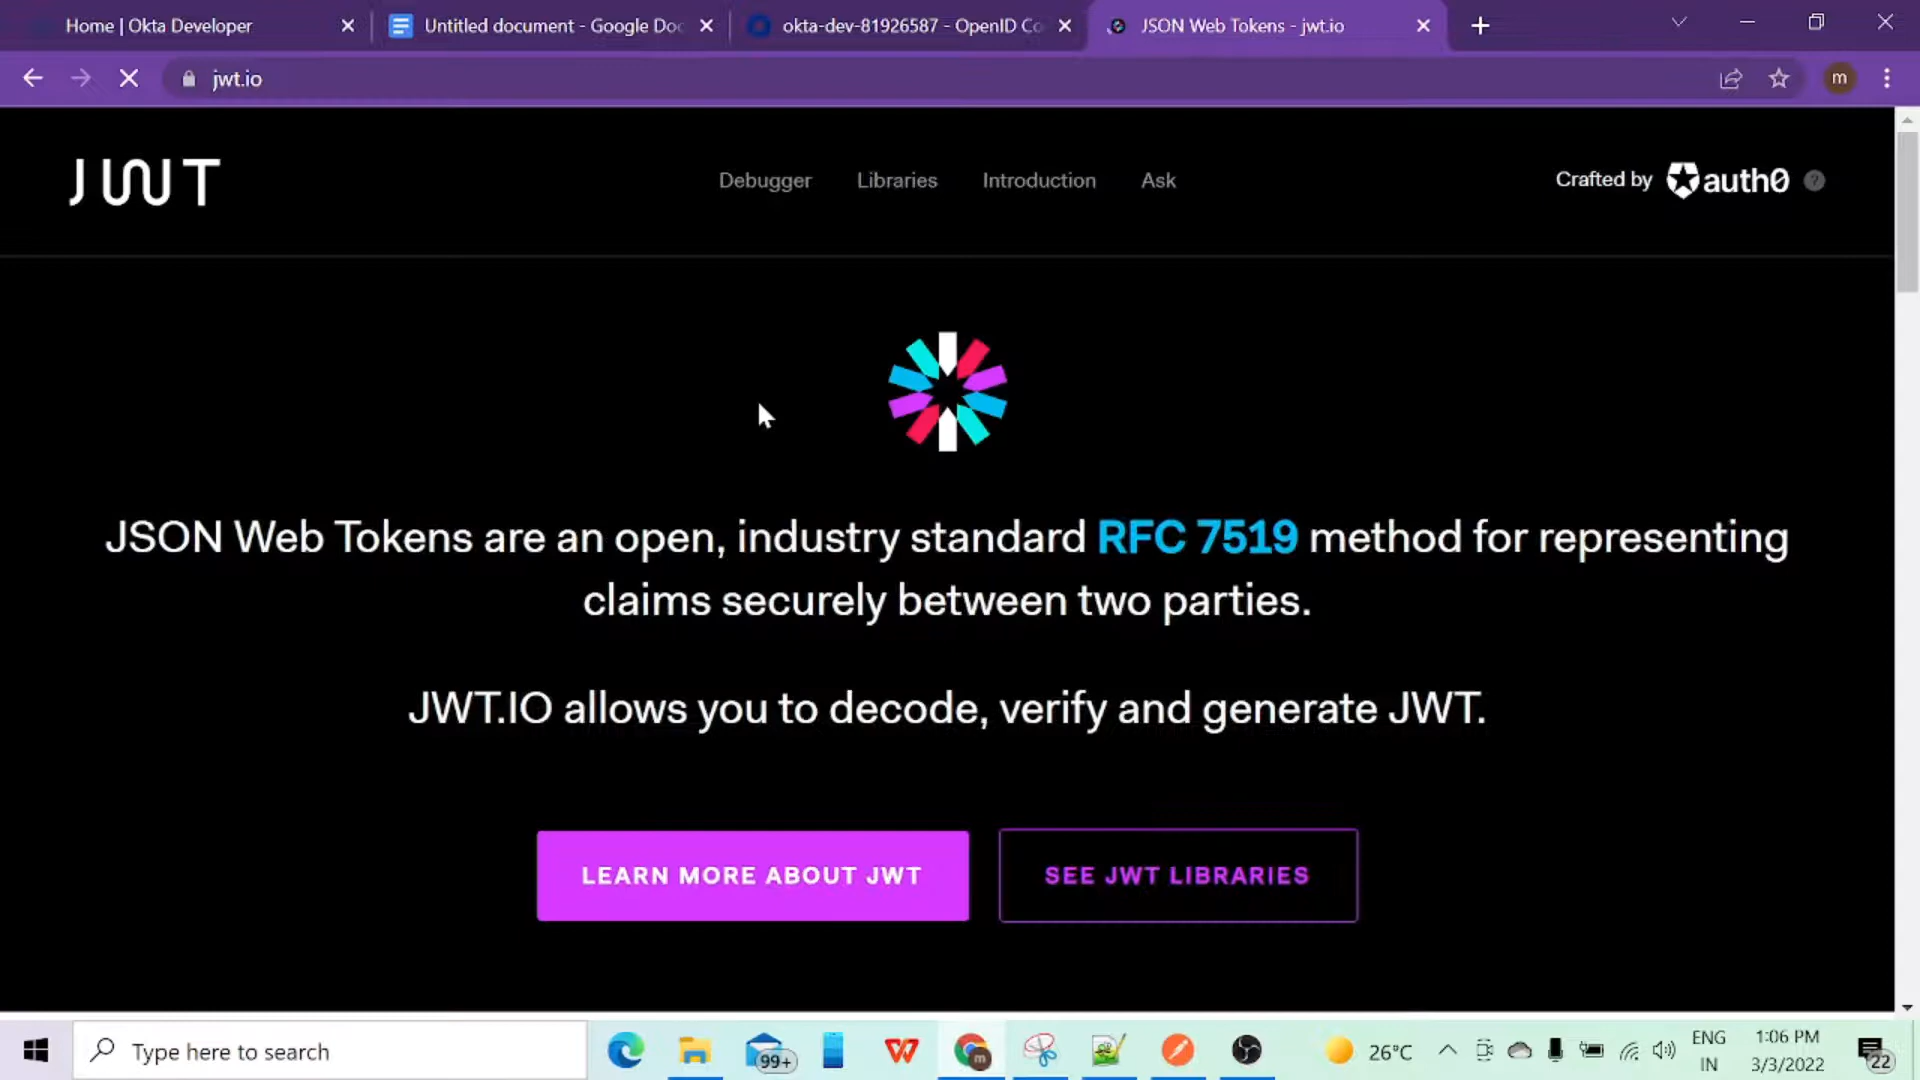 Home | Okta Developer
Untitled document - Google Doc
okta-dev-81926587 - OpenID Co
JSON Web Tokens - jwt.io
jwt.io
m
JWT
Debugger
Libraries
Introduction
Ask
Crafted by auth0 ?
JSON Web Tokens are an open, industry standard RFC 7519 method for representing
claims securely between two parties.
JWT.IO allows you to decode, verify and generate JWT.
LEARN MORE ABOUT JWT
SEE JWT LIBRARIES
Type here to search
99+
m
26°C
ENG
IN
1:06 PM
3/3/2022
22